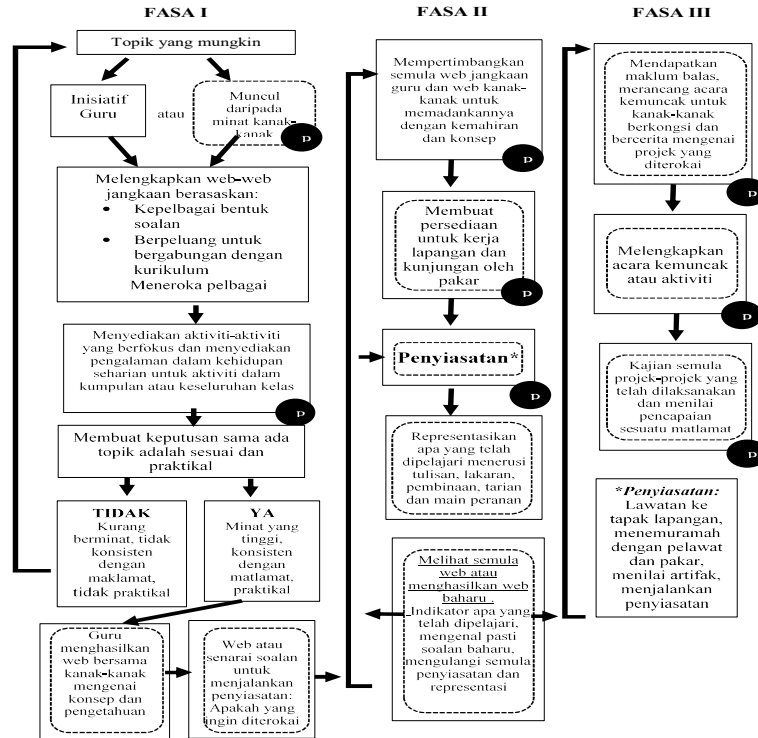 FASA I
Topik yang mungkin
Inisiatif
Guru
atau
Muncul
daripada
minat kanak-
kanak
p
Melengkapkan web-web
jangkaan berasaskan:
• Kepelbagai bentuk
soalan
• Berpeluang untuk
bergabungan dengan
kurikulum
Meneroka pelbagai
Menyediakan aktiviti-aktiviti
yang berfokus dan menyediakan
pengalaman dalam kehidupan
seharian untuk aktiviti dalam
kumpulan atau keseluruhan kelas
p
Membuat keputusan sama ada
topik adalah sesuai dan
praktikal
TIDAK
Kurang
berminat, tidak
konsisten
dengan
maklamat,
tidak praktikal
YA
Minat yang
tinggi,
konsisten
dengan
matlamat,
praktikal
Guru
menghasilkan
web bersama
kanak-kanak
mengenai
konsep dan
pengetahuan
Web atau
senarai soalan
untuk
menjalankan
penyiasatan:
Apakah yang
ingin diterokai
FASA II
Mempertimbangkan
semula web jangkaan
guru dan web kanak-
kanak untuk
memadankannya
dengan kemahiran
dan konsep
p
Membuat
persediaan
untuk kerja
lapangan dan
kunjungan oleh
pakar
p
Penyiasatan*
p
Representasikan
apa yang telah
dipelajari menerusi
tulisan, lakaran,
pembinaan, tarian
dan main peranan
Melihat semula
web atau
menghasilkan web
baharu .
Indikator apa yang
telah dipelajari,
mengenal pasti
soalan baharu,
mengulangi semula
penyiasatan dan
representasi
FASA III
Mendapatkan
maklum balas,
merancang acara
kemuncak untuk
kanak-kanak
berkongsi dan
bercerita mengenai
projek yang
diterokai
p
Melengkapkan
acara kemuncak
atau aktiviti
p
Kajian semula
projek-projek yang
telah dilaksanakan
dan menilai
pencapaian
sesuatu matlamat
p
*Penyiasatan:
Lawatan ke
tapak lapangan,
menemuramah
dengan pelawat
dan pakar,
menilai artifak,
menjalankan
penyiasatan